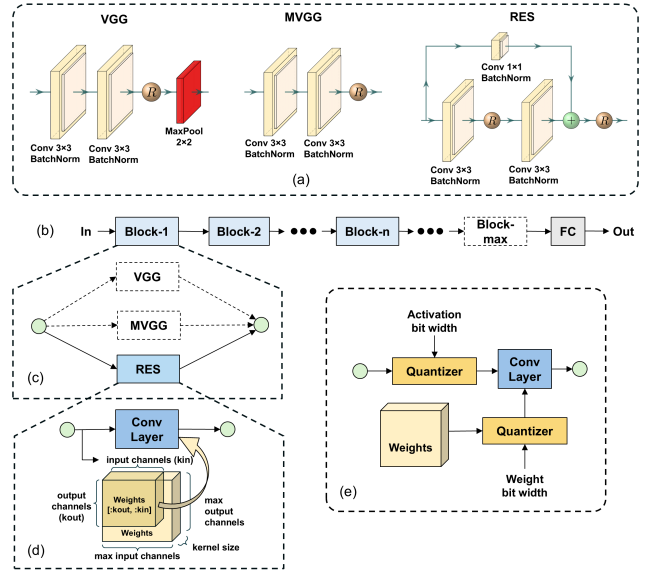 VGG
MVGG
RES
Conv 3×3
BatchNorm
Conv 3×3
BatchNorm
R
MaxPool
2×2
Conv 3×3
BatchNorm
Conv 3×3
BatchNorm
R
Conv 1×1
BatchNorm
Conv 3×3
BatchNorm
R
Conv 3×3
BatchNorm
+
R
(a)
(b)
In
Block-1
Block-2
Block-n
Block-
max
FC
Out
VGG
MVGG
RES
(c)
Conv
Layer
input channels (kin)
output
channels
(kout)
Weights
[:kout, :kin]
Weights
max
output
channels
kernel size
max input channels
(d)
Activation
bit width
Quantizer
Conv
Layer
Weights
Quantizer
Weight
bit width
(e)